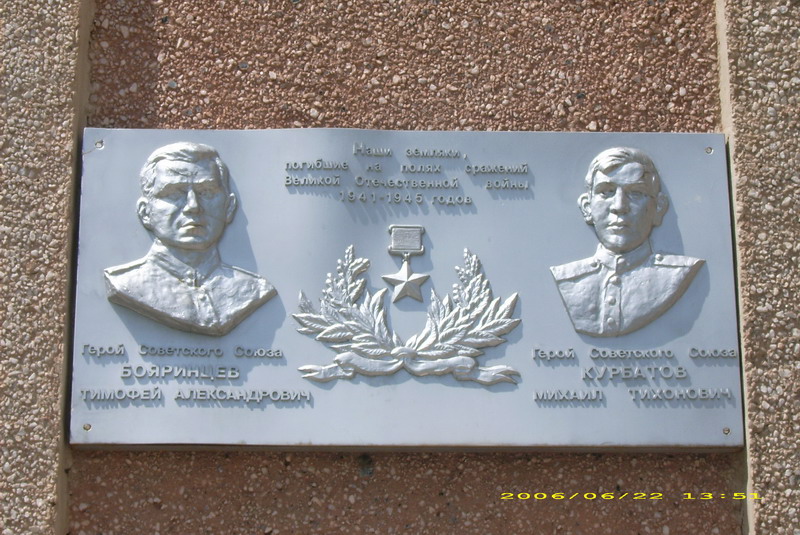 Наши земляки,
погибшие на полях сражений
Великой Отечественной войны
1941-1945 годов
Герой Советского Союза
БОЯРИНЦЕВ
ТИМОФЕЙ АЛЕКСАНДРОВИЧ
Герой Советского Союза
КУРБАТОВ
МИХАИЛ ТИХОНОВИЧ
2006/06/22 13:51